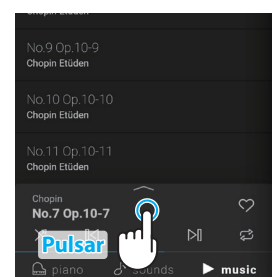 Chopin Etüden
No.9 Op.10-9
Chopin Etüden
No.10 Op.10-10
Chopin Etüden
No.11 Op.10-11
Chopin Etüden
Chopin
No.7 Op.10-7
Pulsar
piano
sounds
music